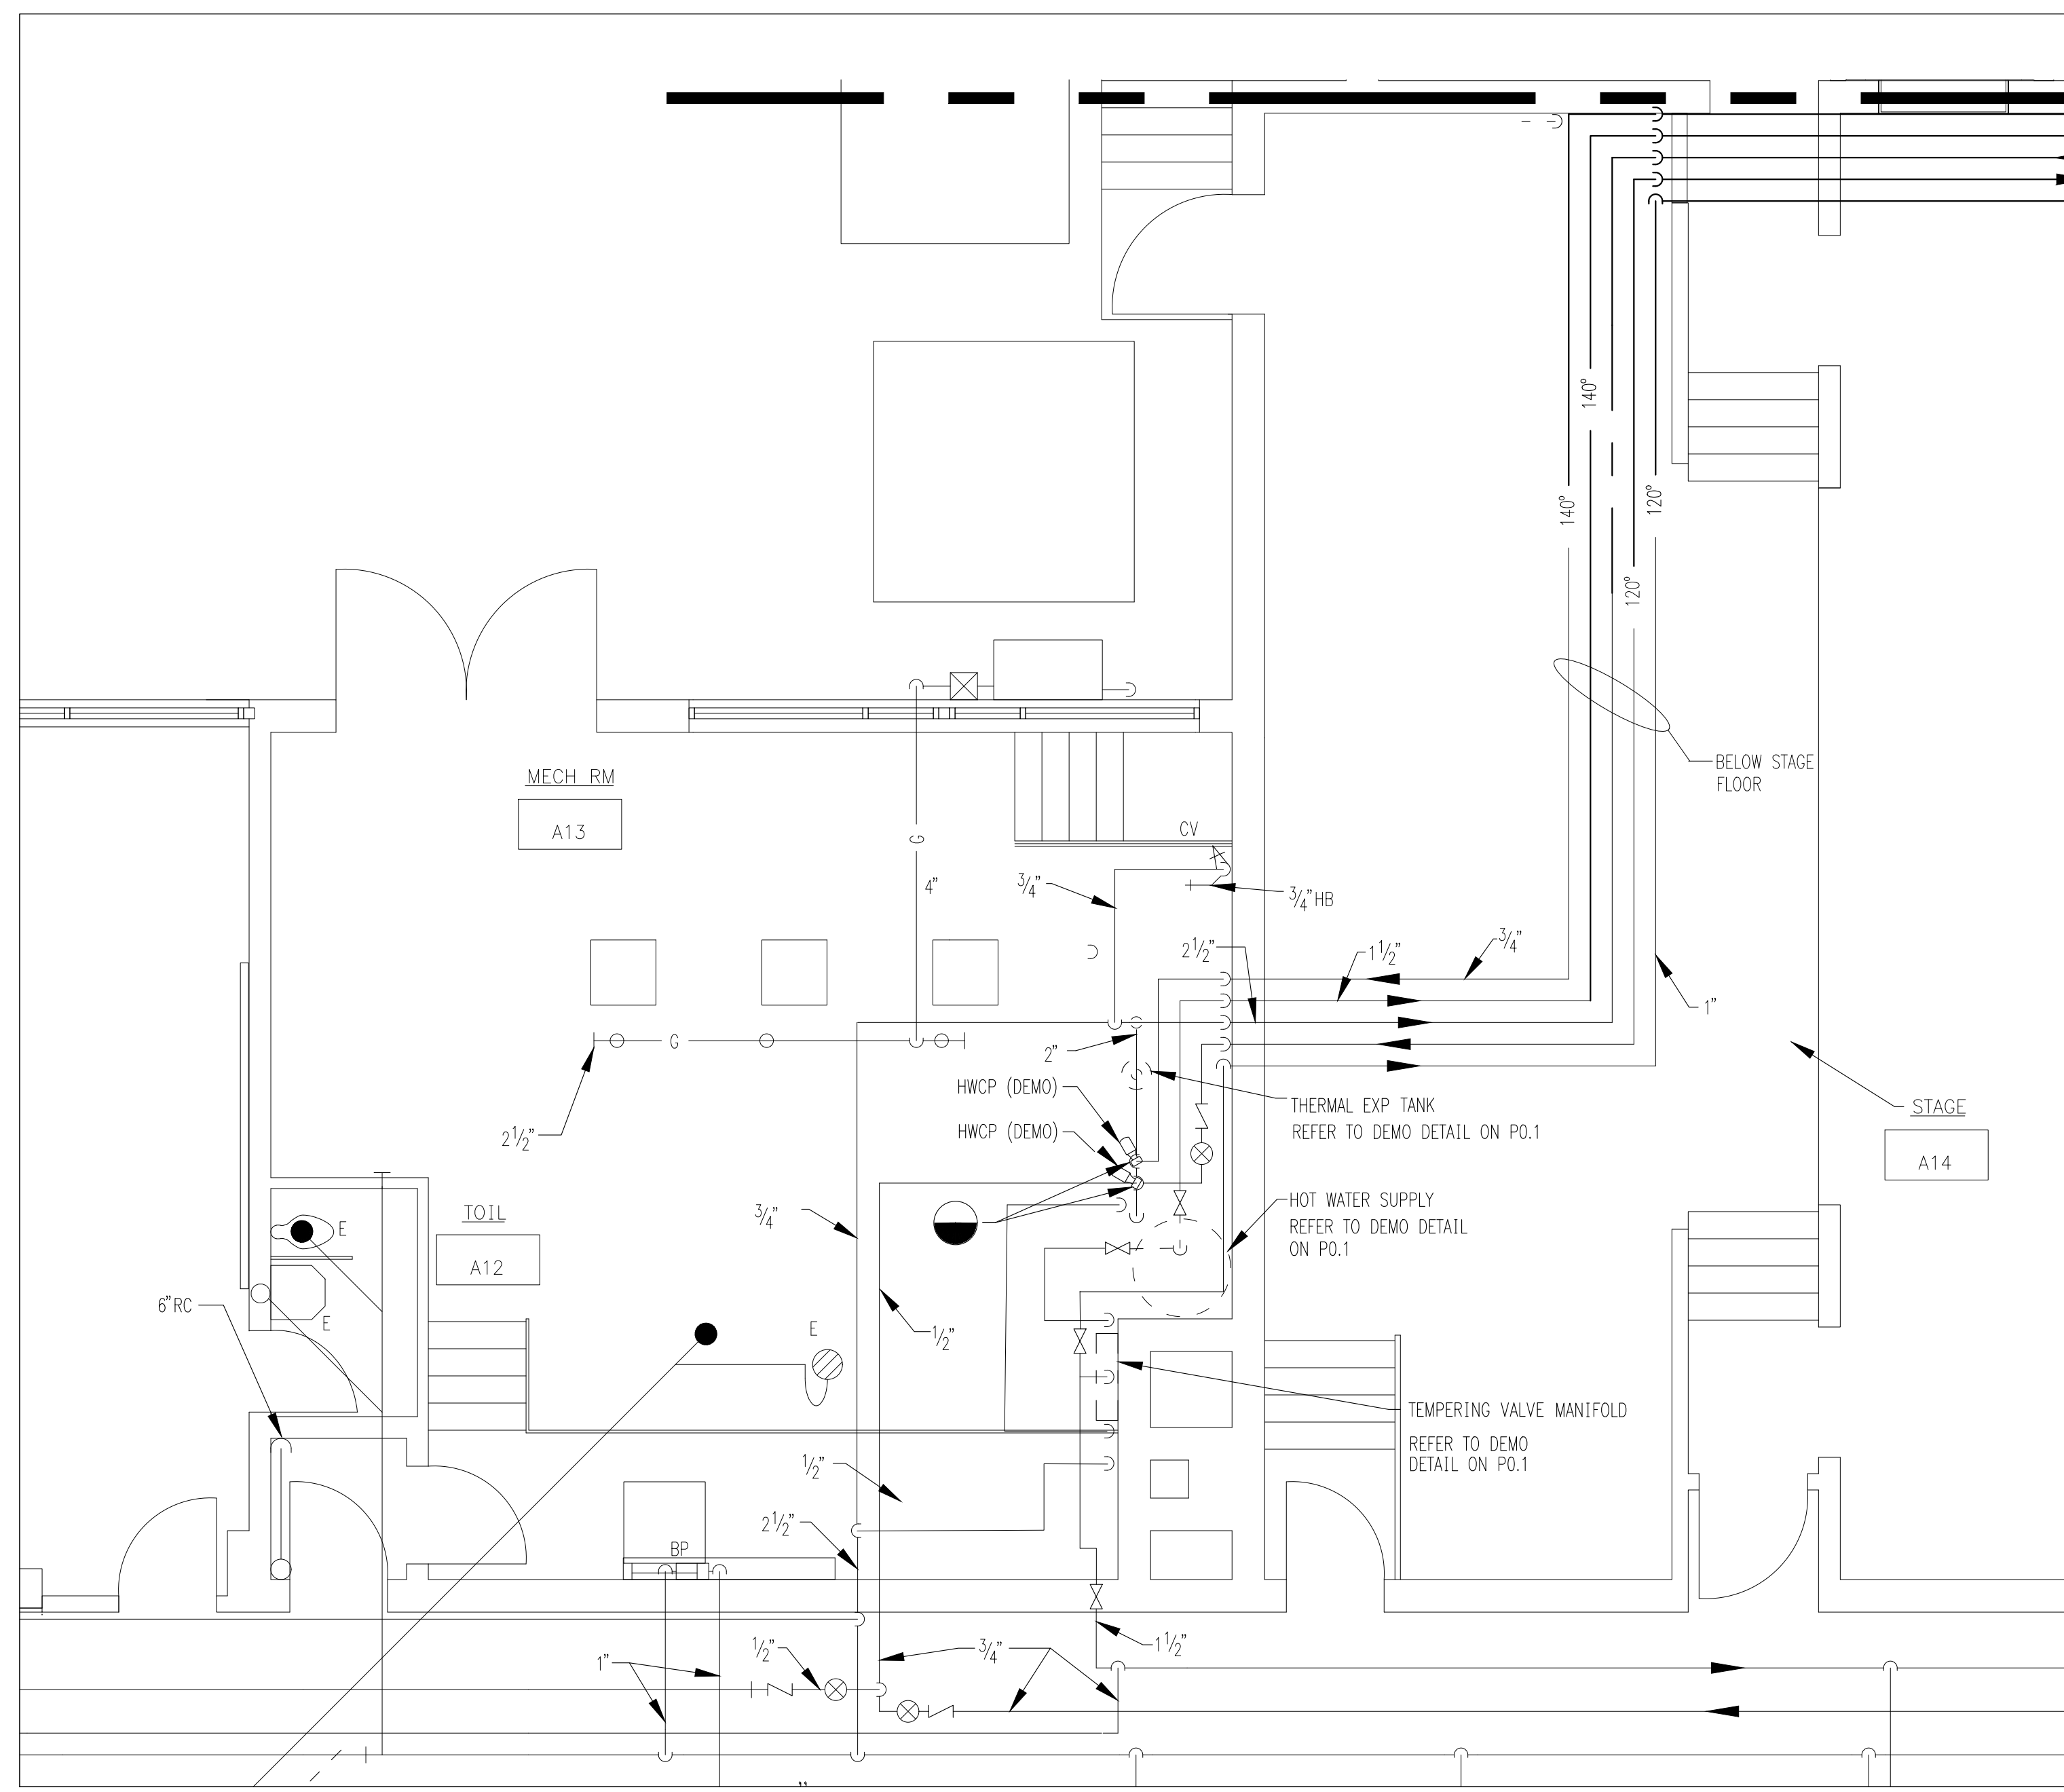 140°
140°
120°
120°
BELOW STAGE
FLOOR
MECH RM
A13
CV
G
4"
3/4"
3/4"HB
2 1/2"
1 1/2"
3/4"
1"
G
2"
HWCP (DEMO)
HWCP (DEMO)
THERMAL EXP TANK
REFER TO DEMO DETAIL ON P0.1
STAGE
A14
2 1/2"
TOIL
A12
E
E
3/4"
HOT WATER SUPPLY
REFER TO DEMO DETAIL
ON P0.1
6"RC
E
1/2"
TEMPERING VALVE MANIFOLD
REFER TO DEMO
DETAIL ON P0.1
1/2"
2 1/2"
BP
1"
1/2"
3/4"
1 1/2"